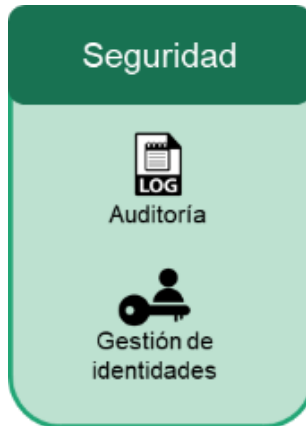 Seguridad
LOG
Auditoría
Gestión de
identidades